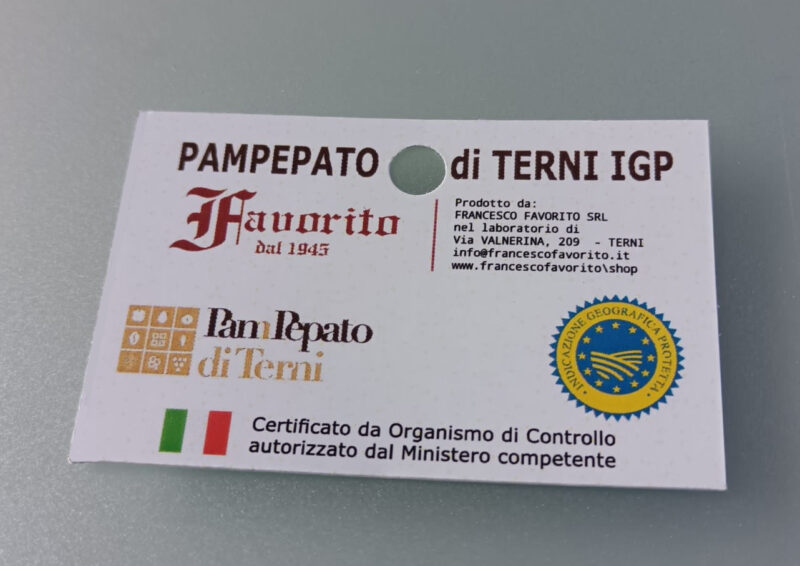 PAMPEPATO di TERNI IGP
Favorito
dal 1945
Prodotto da:
FRANCESCO FAVORITO SRL
nel laboratorio di
Via VALNERINA, 209 - TERNI
info@francescofavorito.it
www.francescofavorito\shop
PamPepato
di Terni
INDICAZIONE GEOGRAFICA PROTETTA
Certificato da Organismo di Controllo
autorizzato dal Ministero competente